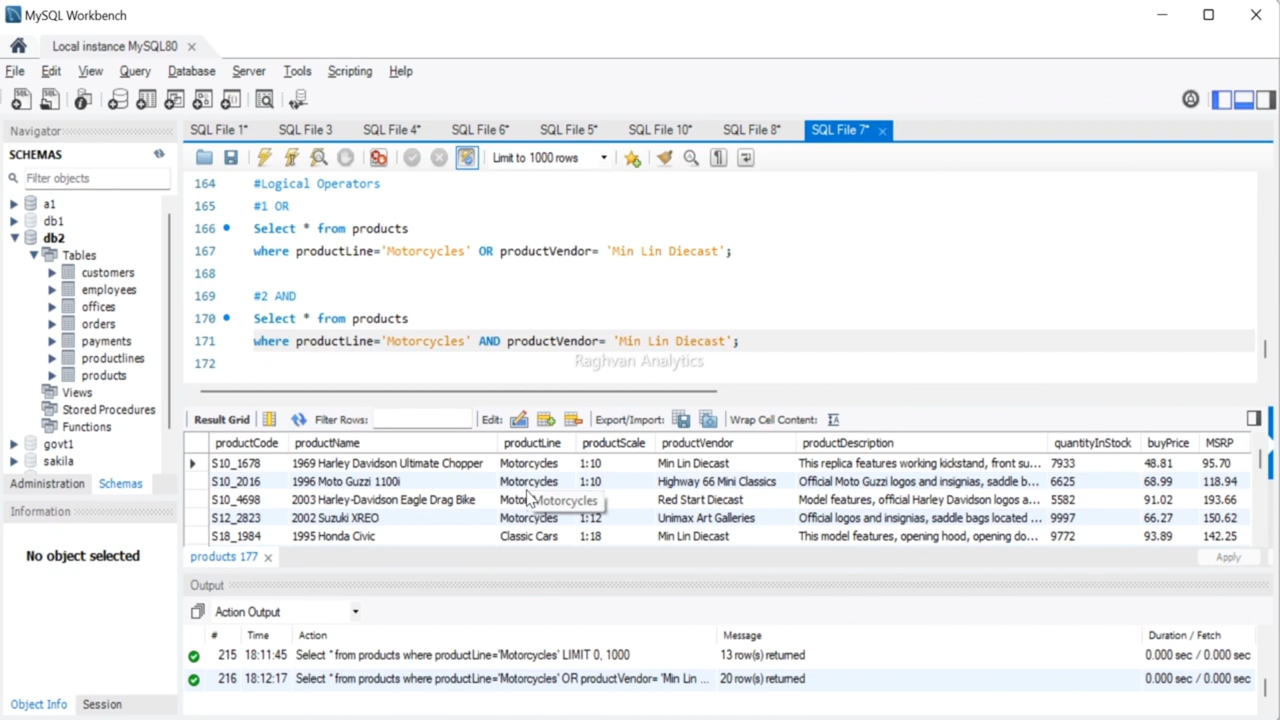 MySQL Workbench
Local instance MySQL80
File Edit View Query Database Server Tools Scripting Help
Navigator
SCHEMAS
Filter objects
a1
db1
db2
Tables
customers
employees
offices
orders
payments
productlines
products
Views
Stored Procedures
Functions
govt1
sakila
Administration Schemas
Information
No object selected
Object Info Session
SQL File 1* SQL File 3 SQL File 4* SQL File 6* SQL File 5* SQL File 10* SQL File 8* SQL File 7*
Limit to 1000 rows
164 #Logical Operators
165 #1 OR
166 Select * from products
167 where productLine='Motorcycles' OR productVendor= 'Min Lin Diecast';
168
169 #2 AND
170 Select * from products
171 where productLine='Motorcycles' AND productVendor= 'Min Lin Diecast';
Raghvan Analytics
172
Result Grid Filter Rows: Edit: Export/Import: Wrap Cell Content:
productCode productName productLine productScale productVendor productDescription quantityInStock buyPrice MSRP
S10_1678 1969 Harley Davidson Ultimate Chopper Motorcycles 1:10 Min Lin Diecast This replica features working kickstand, front su... 7933 48.81 95.70
S10_2016 1996 Moto Guzzi 1100i Motorcycles 1:10 Highway 66 Mini Classics Official Moto Guzzi logos and insignias, saddle b... 6625 68.99 118.94
S10_4698 2003 Harley-Davidson Eagle Drag Bike Moto Motorcycles Red Start Diecast Model features, official Harley Davidson logos a... 5582 91.02 193.66
S12_2823 2002 Suzuki XREO Motorcycles 1:12 Unimax Art Galleries Official logos and insignias, saddle bags located ... 9997 66.27 150.62
S18_1984 1995 Honda Civic Classic Cars 1:18 Min Lin Diecast This model features, opening hood, opening do... 9772 93.89 142.25
products 177
Apply
Output
Action Output
# Time Action Message Duration / Fetch
215 18:11:45 Select * from products where productLine='Motorcycles' LIMIT 0, 1000 13 row(s) returned 0.000 sec / 0.000 sec
216 18:12:17 Select * from products where productLine='Motorcycles' OR productVendor= 'Min Lin ... 20 row(s) returned 0.000 sec / 0.000 sec